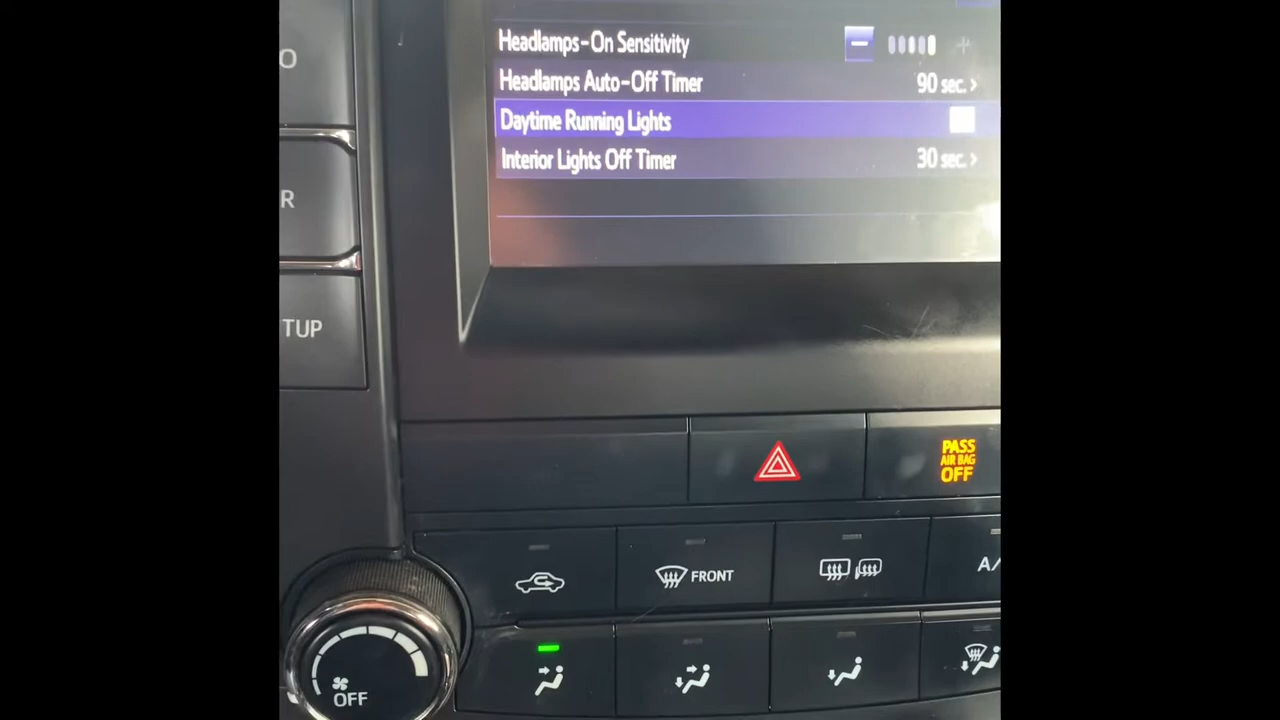 Headlamps-On Sensitivity
Headlamps Auto-Off Timer 90 sec. >
Daytime Running Lights
Interior Lights Off Timer 30 sec. >
O
R
TUP
PASS
AIR BAG
OFF
FRONT
A/
OFF